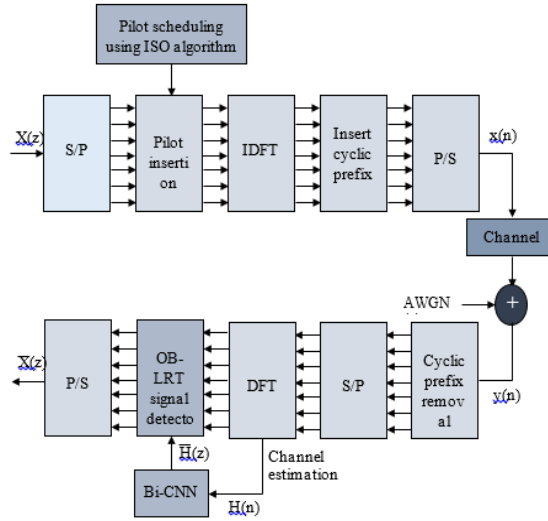 Pilot scheduling
using ISO algorithm
X(z)
S/P
Pilot
inserti
on
IDFT
Insert
cyclic
prefix
P/S
x(n)
Channel
AWGN
+
y(n)
Cyclic
prefix
remov
al
S/P
DFT
OB-
LRT
signal
detecto
P/S
X̅(z)
H̅(z)
Channel
estimation
Bi-CNN
H(n)